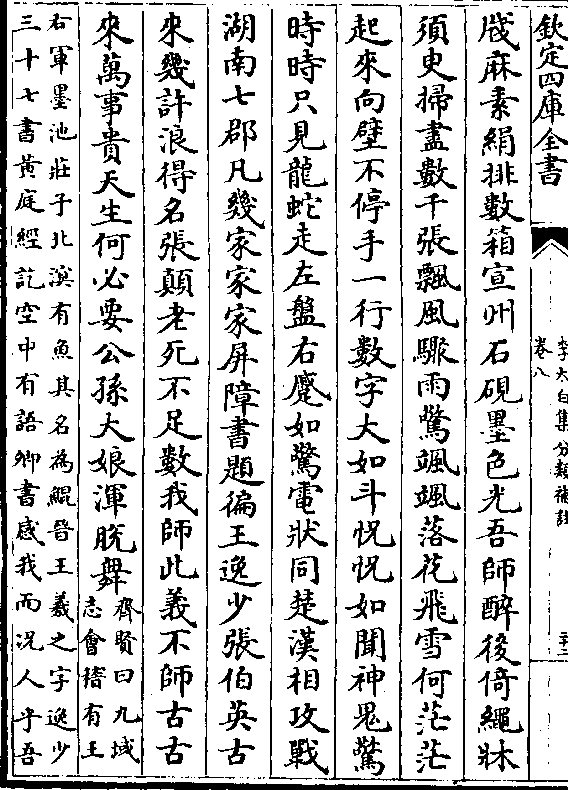 欽定四庫全書
李太白集分類補註
卷八
牋麻素絹排數箱宣州石硯墨色光吾師醉後倚繩牀
須臾掃盡數千張飄風驟雨驚颯颯落花飛雪何茫茫
起來向壁不停手一行數字大如斗怳怳如聞神鬼驚
時時只見龍蛇走左盤右蹙如驚電狀同楚漢相攻戰
湖南七郡凡幾家家家屏障書題徧王逸少張伯英古
來幾許浪得名張顛老死不足數我師此義不師古古
來萬事貴天生何必要公孫大娘渾脫舞
齊賢曰九域
志會稽有王
右軍墨池莊子北溟有魚其名為鯤晉王羲之字逸少
三十七書黃庭經訖空中有語卿書感我而況人乎吾